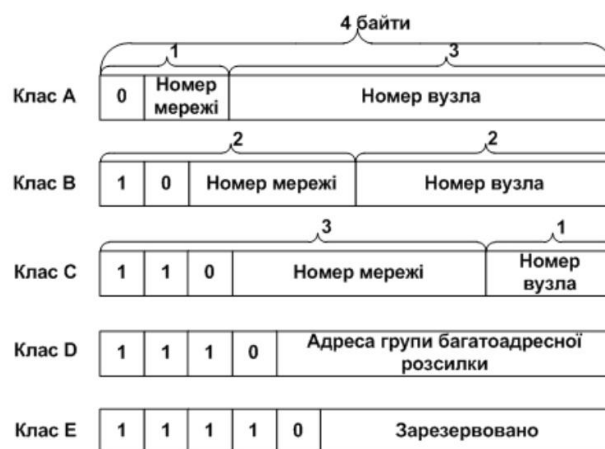 4 байти
1 3
Клас A 0 Номер мережі Номер вузла
2 2
Клас B 1 0 Номер мережі Номер вузла
3 1
Клас C 1 1 0 Номер мережі Номер вузла
Клас D 1 1 1 0 Адреса групи багатоадресної
розсилки
Клас E 1 1 1 1 0 Зарезервовано